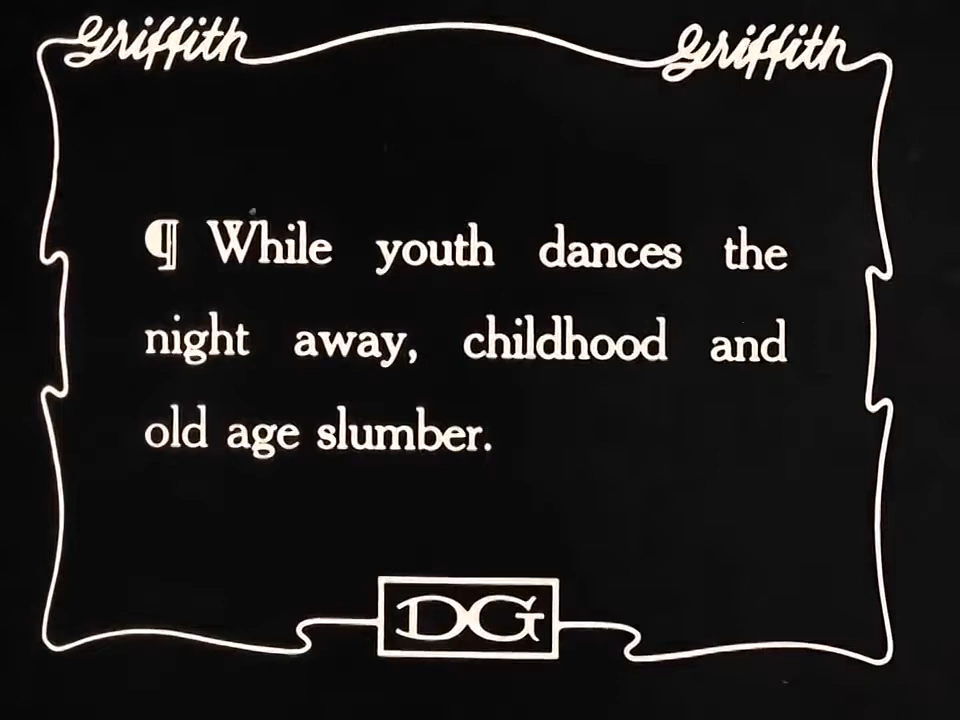 Griffith Griffith
¶ While youth dances the
night away, childhood and
old age slumber.
DG